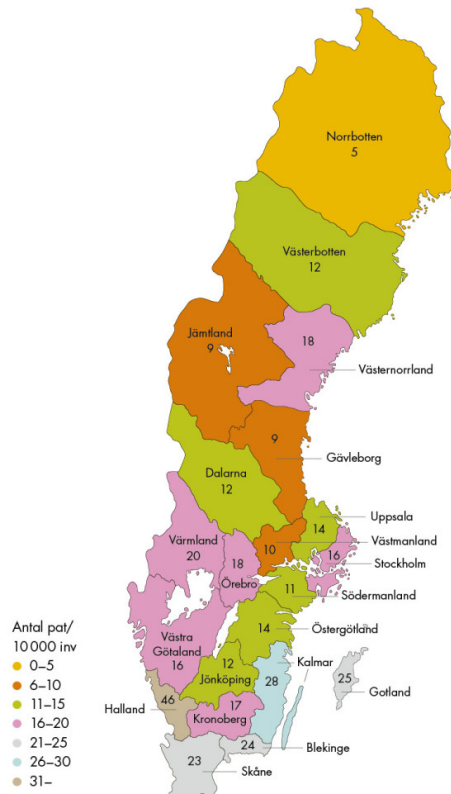 Norrbotten
5
Västerbotten
12
Jämtland
9
18
Västernorrland
9
Gävleborg
Dalarna
12
Uppsala
14
Västmanland
10
Värmland
20
18
Örebro
16
Stockholm
11
Södermanland
14
Östergötland
Västra
Götaland
16
12
Jönköping
Kalmar
28
25
Gotland
46
Halland
17
Kronoberg
24
Blekinge
23
Skåne
Antal pat/
10 000 inv
0–5
6–10
11–15
16–20
21–25
26–30
31–